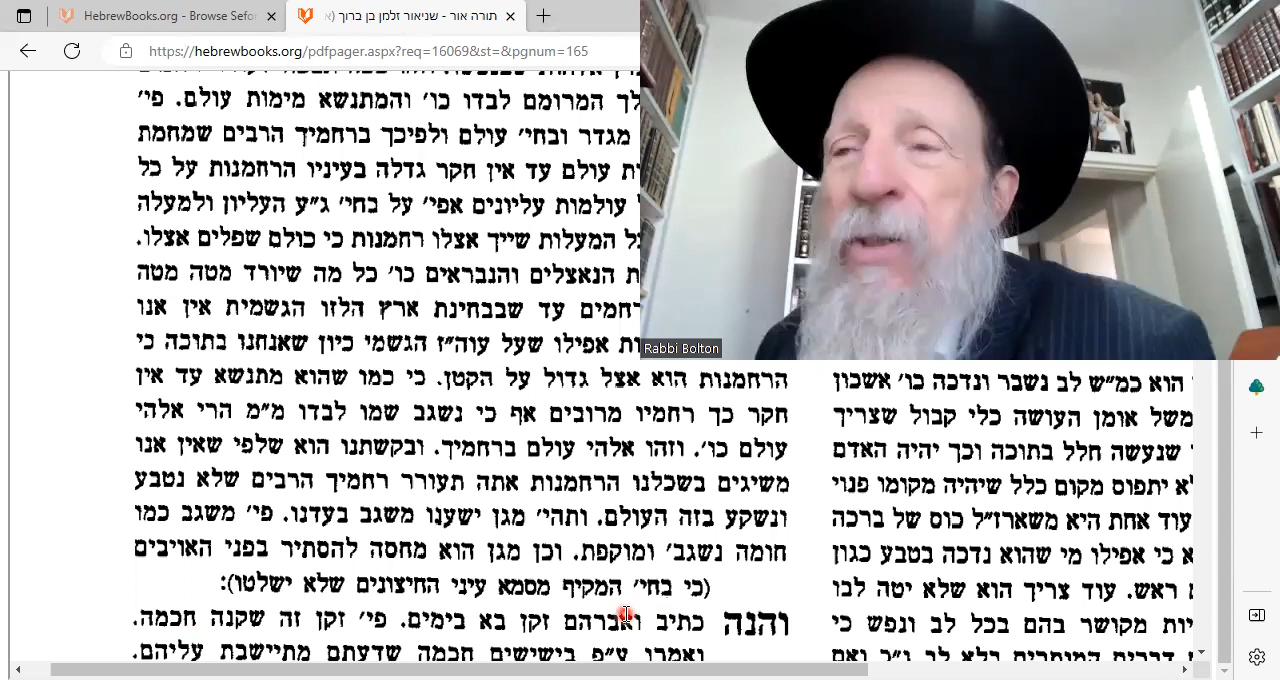 HebrewBooks.org - Browse Sefor
תורה אור - שניאור זלמן בן ברוך
https://hebrewbooks.org/pdfpager.aspx?req=16069&st=&pgnum=165
Rabbi Bolton
לך המרומם לבדו כו׳ והמתנשא מימות עולם. פי׳
מגדר ובחי׳ עולם ולפיכך ברחמיך הרבים שמחמת
ת עולם עד אין חקר גדלה בעיניו הרחמנות על כל
עולמות עליונים אפי׳ על בחי׳ ג״ע העליון ולמעלה
כל המעלות שייך אצלו רחמנות כי כולם שפלים אצלו.
ת הנאצלים והנבראים כו׳ כל מה שיורד מטה מטה
רחמים עד שבבחינת ארץ הלזו הגשמית אין אנו
ות אפילו שעל עוה״ז הגשמי כיון שאנחנו בתוכה כי
הרחמנות הוא אצל גדול על הקטן. כי כמו שהוא מתנשא עד אין
חקר כך רחמיו מרובים אף כי נשגב שמו לבדו מ״מ הרי אלהי
עולם כו׳. וזהו אלהי עולם ברחמיך. ובקשתנו הוא שלפי שאין אנו
משיגים בשכלנו הרחמנות אתה תעורר רחמיך הרבים שלא נטבע
ונשקע בזה העולם. ותהי׳ מגן ישענו משגב בעדנו. פי׳ משגב כמו
חומה נשגב׳ ומוקפת. וכן מגן הוא מחסה להסתיר בפני האויבים
(כי בחי׳ המקיף מסמא עיני החיצונים שלא ישלטו):
והנה כתיב ואברהם זקן בא בימים. פי׳ זקן זה שקנה חכמה.
ואמרו ע״פ בישישים חכמה שדעתם מתיישבת עליהם.
הוא כמ״ש לב נשבר ונדכה כו׳ אשכון
משל אומן העושה כלי קבול שצריך
שנעשה חלל בתוכה וכך יהיה האדם
לא יתפוס מקום כלל שיהיה מקומו פנוי
עוד אחת היא משארז״ל כוס של ברכה
א כי אפילו מי שהוא נדכה בטבע כגון
ראש. עוד צריך הוא שלא יטה לבו
יות מקושר בהם בכל לב ונפש כי
דברים המותרים בלא לב ג״כ ואם